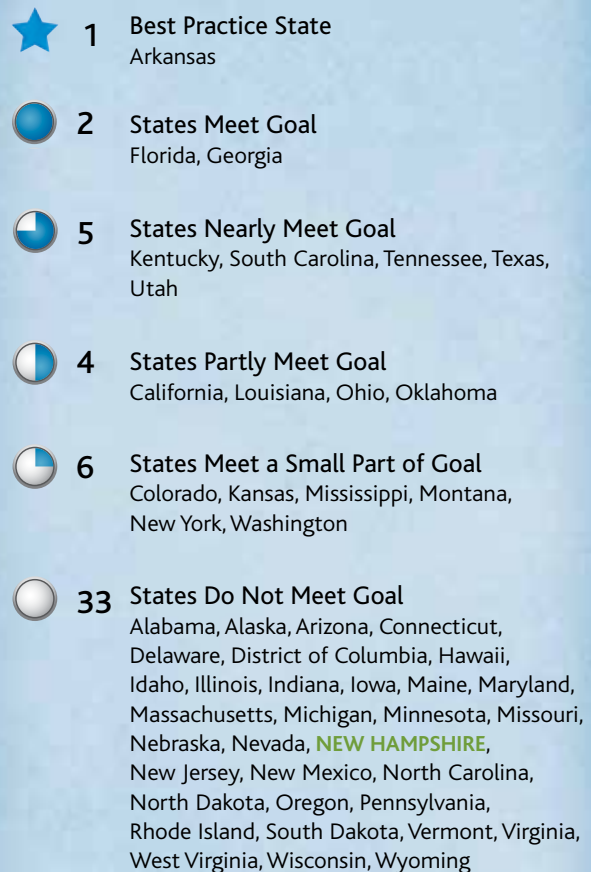 1 Best Practice State
Arkansas
2 States Meet Goal
Florida, Georgia
5 States Nearly Meet Goal
Kentucky, South Carolina, Tennessee, Texas,
Utah
4 States Partly Meet Goal
California, Louisiana, Ohio, Oklahoma
6 States Meet a Small Part of Goal
Colorado, Kansas, Mississippi, Montana,
New York, Washington
33 States Do Not Meet Goal
Alabama, Alaska, Arizona, Connecticut,
Delaware, District of Columbia, Hawaii,
Idaho, Illinois, Indiana, Iowa, Maine, Maryland,
Massachusetts, Michigan, Minnesota, Missouri,
Nebraska, Nevada, NEW HAMPSHIRE,
New Jersey, New Mexico, North Carolina,
North Dakota, Oregon, Pennsylvania,
Rhode Island, South Dakota, Vermont, Virginia,
West Virginia, Wisconsin, Wyoming